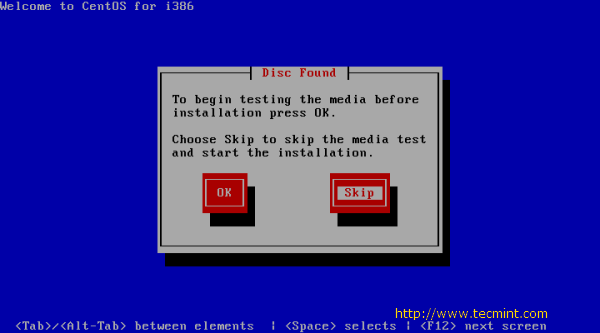 Welcome to CentOS for i386
Disc Found
To begin testing the media before
installation press OK.
Choose Skip to skip the media test
and start the installation.
OK
Skip
http://www.tecmint.com
<Tab>/<Alt-Tab> between elements | <Space> selects | <F12> next screen